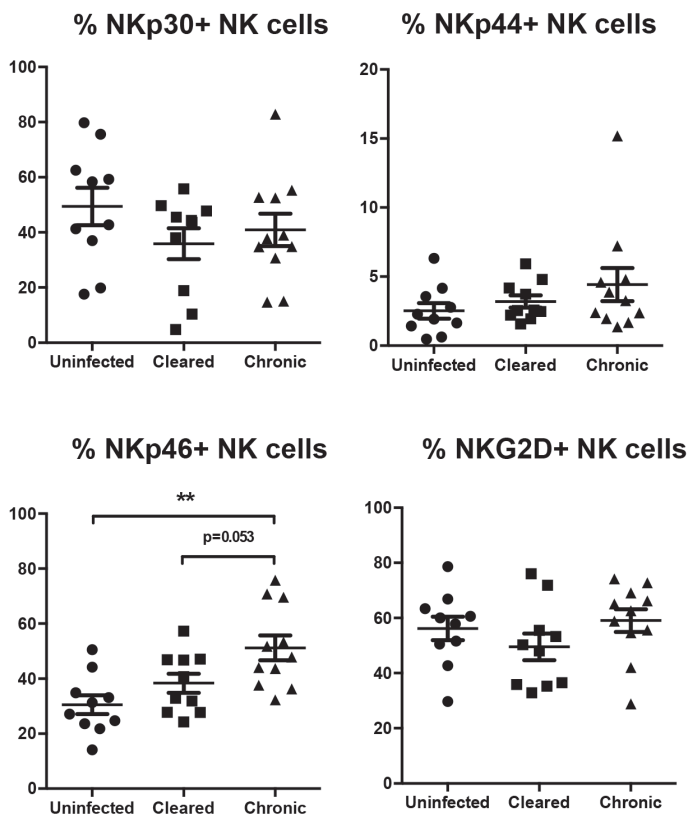 % NKp30+ NK cells
100
80
60
40
20
0
Uninfected Cleared Chronic
% NKp44+ NK cells
20
15
10
5
0
Uninfected Cleared Chronic
% NKp46+ NK cells
**
p=0.053
100
80
60
40
20
0
Uninfected Cleared Chronic
% NKG2D+ NK cells
100
80
60
40
20
0
Uninfected Cleared Chronic